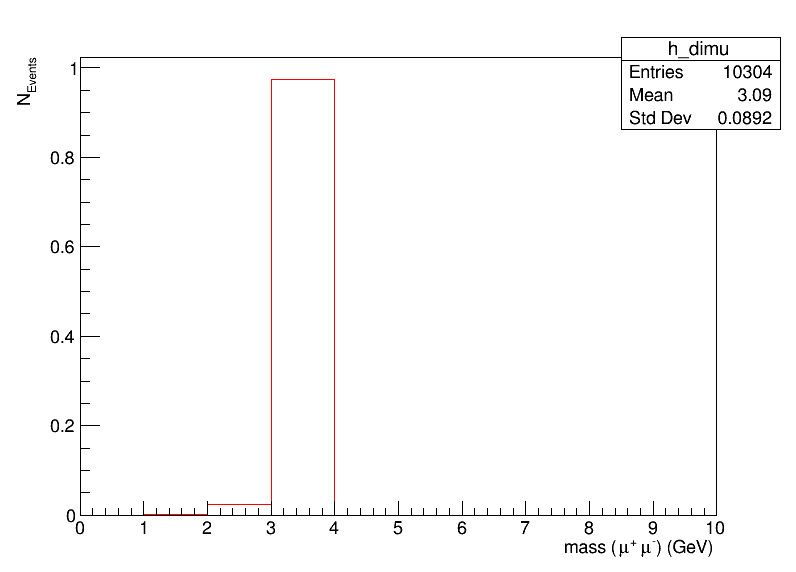 h_dimu
Entries 10304
Mean 3.09
Std Dev 0.0892
N_Events
1
0.8
0.6
0.4
0.2
0
0 1 2 3 4 5 6 7 8 9 10
mass (μ⁺ μ⁻) (GeV)